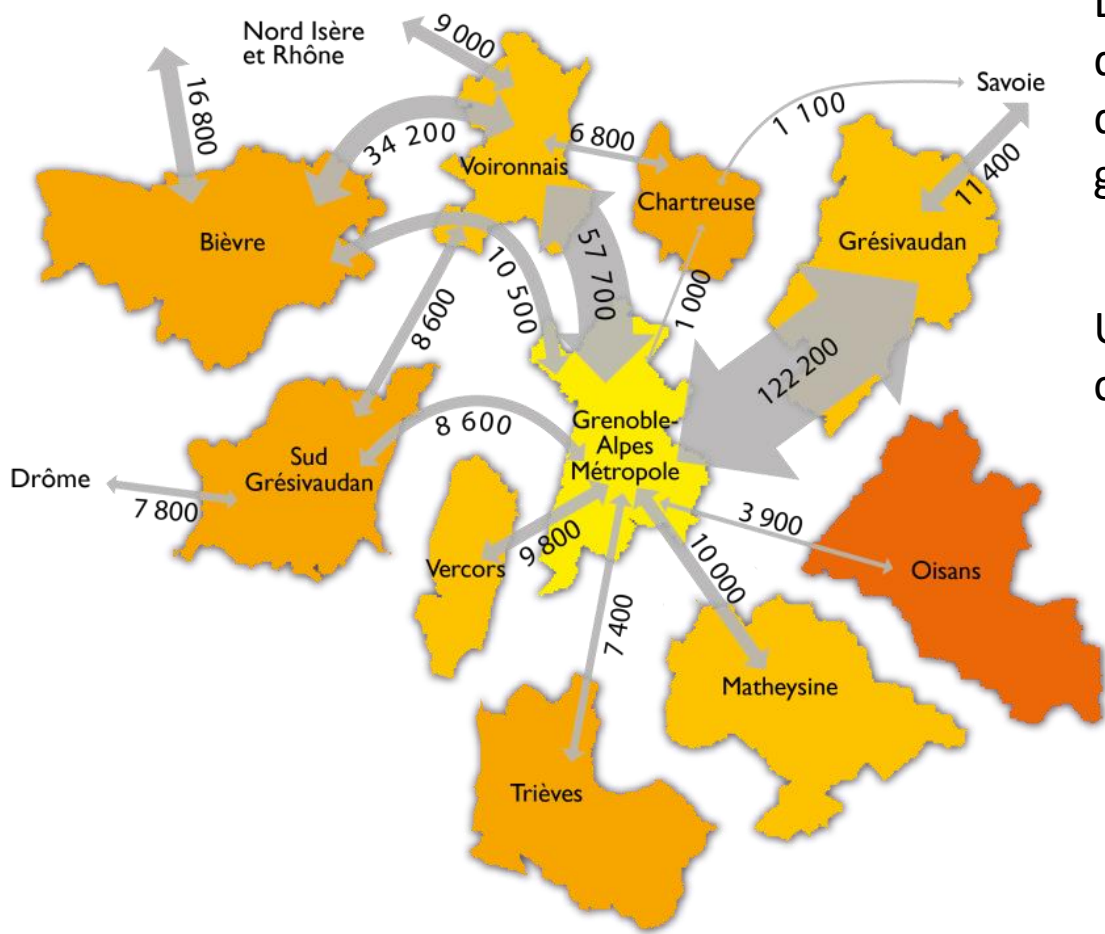 Nord Isère
et Rhône
9 000
16 800
34 200
Voironnais
6 800
1 100
Savoie
11 400
Chartreuse
Grésivaudan
Bièvre
10 500
57 700
1 000
8 600
122 200
8 600
Grenoble-
Alpes
Métropole
Sud
Grésivaudan
Drôme
7 800
3 900
Vercors
9 800
10 000
Oisans
7 400
Matheysine
Trièves